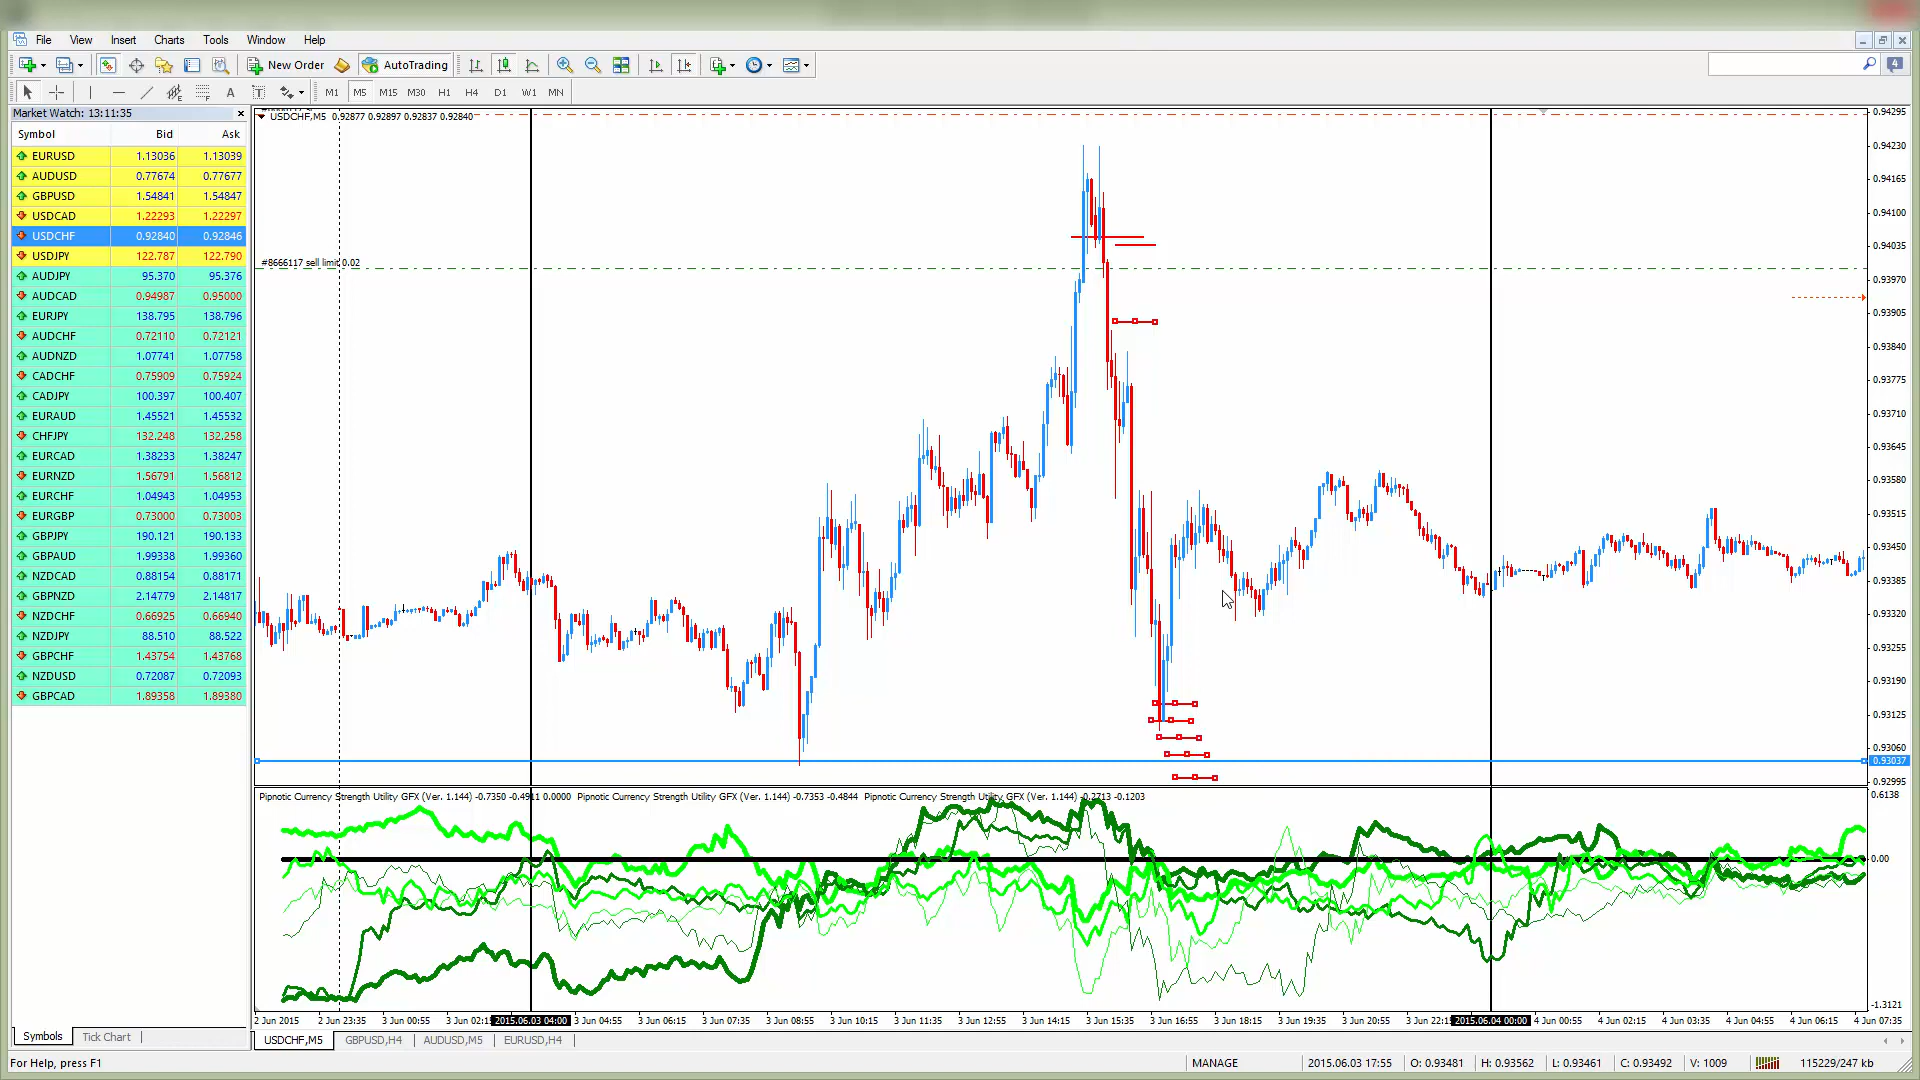 File View Insert Charts Tools Window Help
New Order AutoTrading
4
M1 M5 M15 M30 H1 H4 D1 W1 MN
Market Watch: 13:11:35
Symbol Bid Ask
EURUSD 1.13036 1.13039
AUDUSD 0.77674 0.77677
GBPUSD 1.54841 1.54847
USDCAD 1.22293 1.22297
USDCHF 0.92840 0.92846
USDJPY 122.787 122.790
AUDJPY 95.370 95.376
AUDCAD 0.94987 0.95000
EURJPY 138.795 138.796
AUDCHF 0.72110 0.72121
AUDNZD 1.07741 1.07758
CADCHF 0.75909 0.75924
CADJPY 100.397 100.407
EURAUD 1.45521 1.45532
CHFJPY 132.248 132.258
EURCAD 1.38233 1.38247
EURNZD 1.56791 1.56812
EURCHF 1.04943 1.04953
EURGBP 0.73000 0.73003
GBPJPY 190.121 190.133
GBPAUD 1.99338 1.99360
NZDCAD 0.88154 0.88171
GBPNZD 2.14779 2.14817
NZDCHF 0.66925 0.66940
NZDJPY 88.510 88.522
GBPCHF 1.43754 1.43768
NZDUSD 0.72087 0.72093
GBPCAD 1.89358 1.89380
Symbols Tick Chart
USDCHF,M5 0.92877 0.92897 0.92837 0.92840
#8666117 sell limit 0.02
0.94295
0.94230
0.94165
0.94100
0.94035
0.93970
0.93905
0.93840
0.93775
0.93710
0.93645
0.93580
0.93515
0.93450
0.93385
0.93320
0.93255
0.93190
0.93125
0.93060
0.93037
0.92995
Pipnotic Currency Strength Utility GFX (Ver. 1.144) -0.7350 -0.4911 0.0000 Pipnotic Currency Strength Utility GFX (Ver. 1.144) -0.7353 -0.4844 Pipnotic Currency Strength Utility GFX (Ver. 1.144) -0.2713 -0.1203
0.6138
0.00
-1.3121
2 Jun 2015 2 Jun 23:35 3 Jun 00:55 3 Jun 02:1 2015.06.03 04:00 3 Jun 04:55 3 Jun 06:15 3 Jun 07:35 3 Jun 08:55 3 Jun 10:15 3 Jun 11:35 3 Jun 12:55 3 Jun 14:15 3 Jun 15:35 3 Jun 16:55 3 Jun 18:15 3 Jun 19:35 3 Jun 20:55 3 Jun 22:1 2015.06.04 00:00 4 Jun 00:55 4 Jun 02:15 4 Jun 03:35 4 Jun 04:55 4 Jun 06:15 4 Jun 07:35
USDCHF,M5 GBPUSD,H4 AUDUSD,M5 EURUSD,H4
For Help, press F1 MANAGE 2015.06.03 17:55 O: 0.93481 H: 0.93562 L: 0.93461 C: 0.93492 V: 1009 115229/247 kb